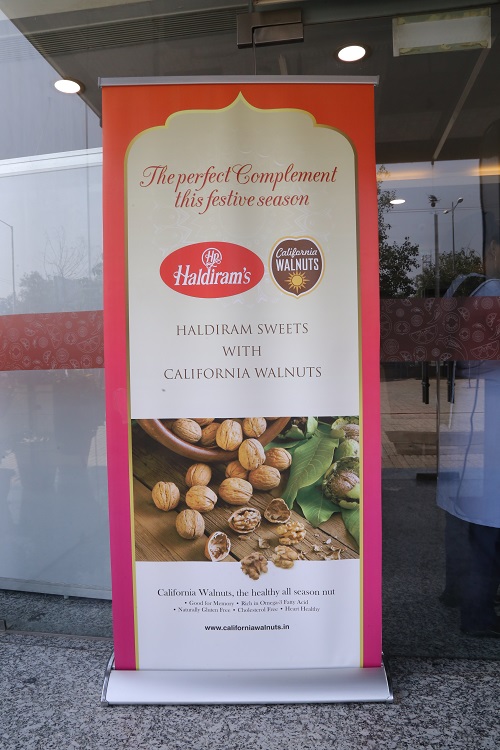 The perfect Complement
this festive season
HR
Haldiram's
California
WALNUTS
HALDIRAM SWEETS
WITH
CALIFORNIA WALNUTS
California Walnuts, the healthy all season nut
• Good for Memory • Rich in Omega-3 Fatty Acid
• Naturally Gluten Free • Cholesterol Free • Heart Healthy
www.californiawalnuts.in